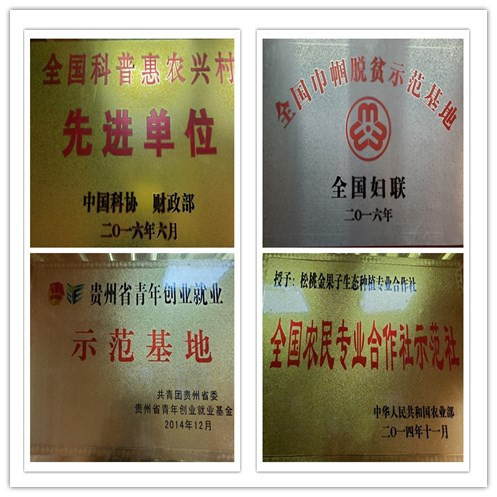 全国科普惠农兴村
先进单位
中国科协 财政部
二〇一六年六月
全国巾帼脱贫示范基地
全国妇联
二〇一六年
贵州省青年创业就业
示范基地
共青团贵州省委
贵州省青年创业就业基金
2014年12月
授予：松桃金果子生态种植专业合作社
全国农民专业合作社示范社
中华人民共和国农业部
二〇一四年十一月